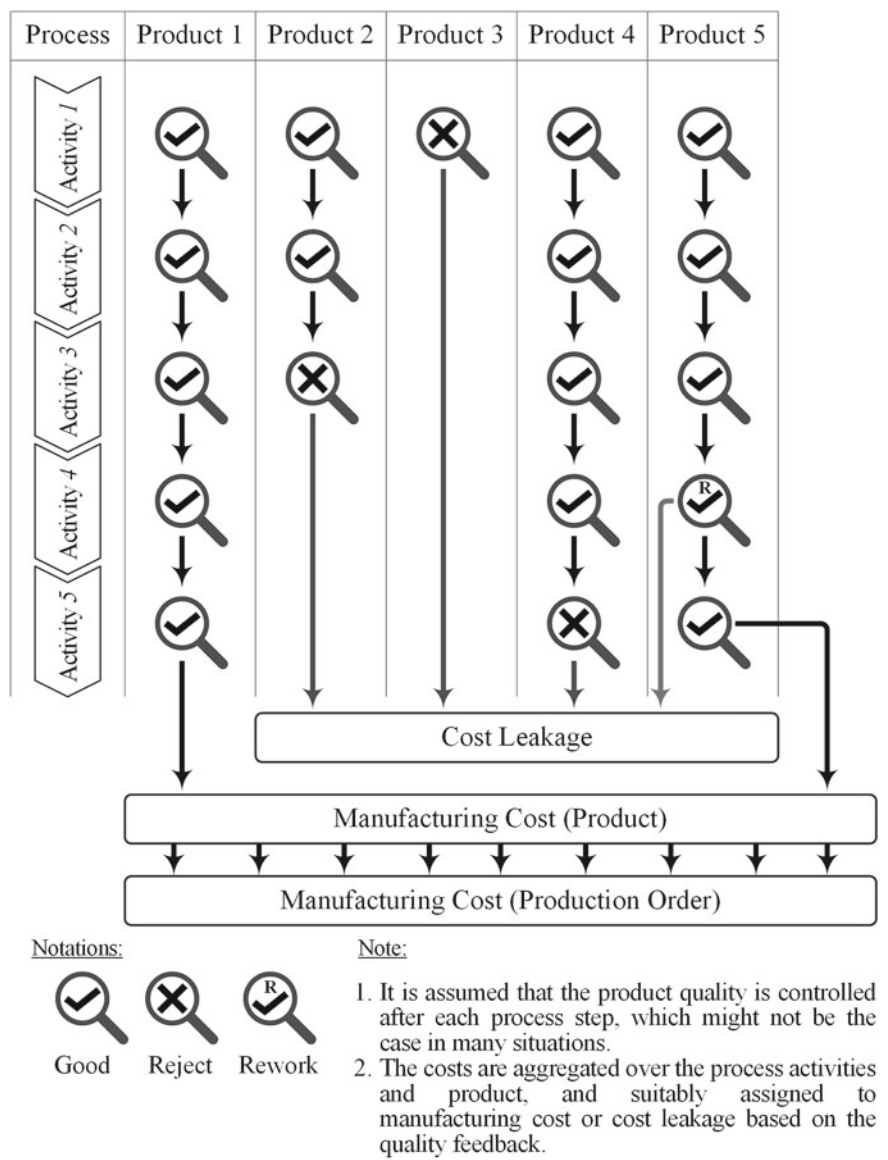 Process Product 1 Product 2 Product 3 Product 4 Product 5
Activity 1
Activity 2
Activity 3
Activity 4
R
Activity 5
Cost Leakage
Manufacturing Cost (Product)
Manufacturing Cost (Production Order)
Notations:
R
Good Reject Rework
Note:
1. It is assumed that the product quality is controlled
after each process step, which might not be the
case in many situations.
2. The costs are aggregated over the process activities
and product, and suitably assigned to
manufacturing cost or cost leakage based on the
quality feedback.